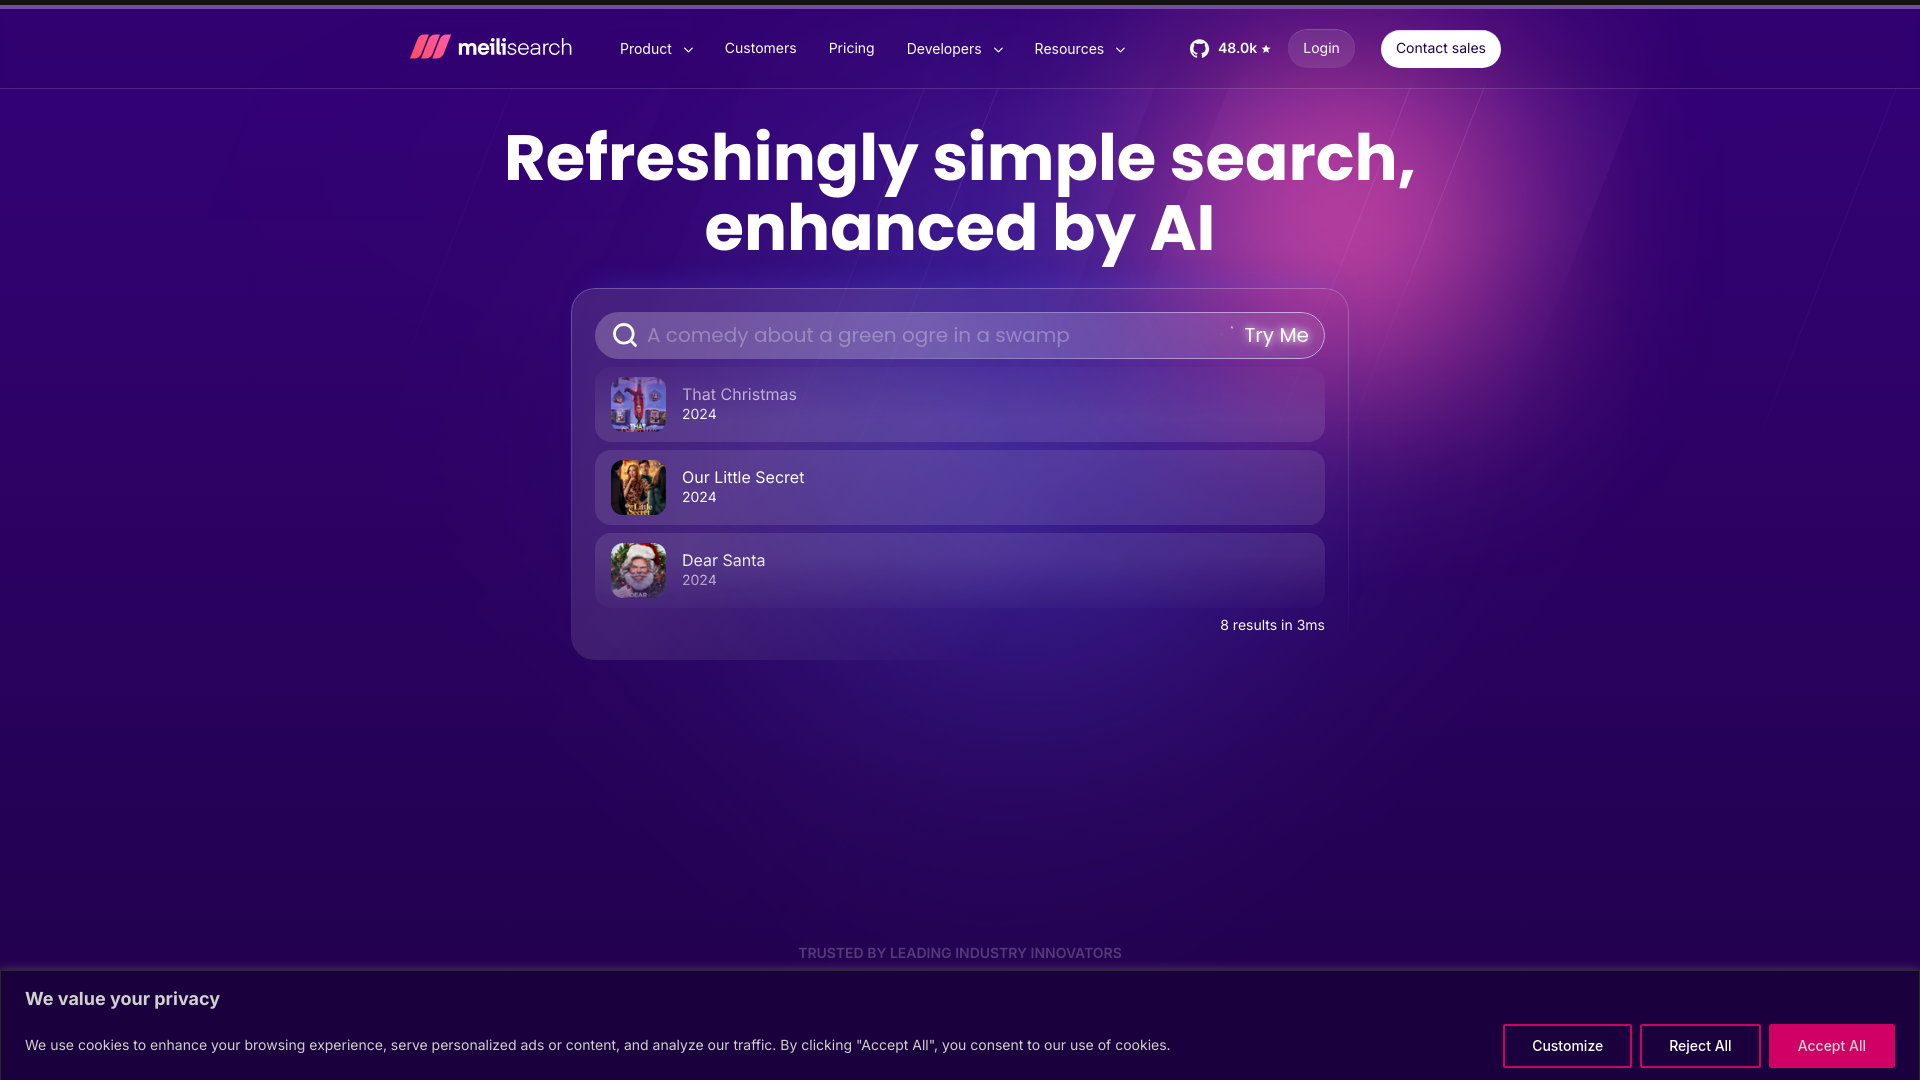 meilisearch
Product
Customers
Pricing
Developers
Resources
48.0k
Login
Contact sales
Refreshingly simple search,
enhanced by AI
A comedy about a green ogre in a swamp
Try Me
That Christmas
2024
Our Little Secret
2024
Dear Santa
2024
8 results in 3ms
TRUSTED BY LEADING INDUSTRY INNOVATORS
We value your privacy
We use cookies to enhance your browsing experience, serve personalized ads or content, and analyze our traffic. By clicking "Accept All", you consent to our use of cookies.
Customize
Reject All
Accept All